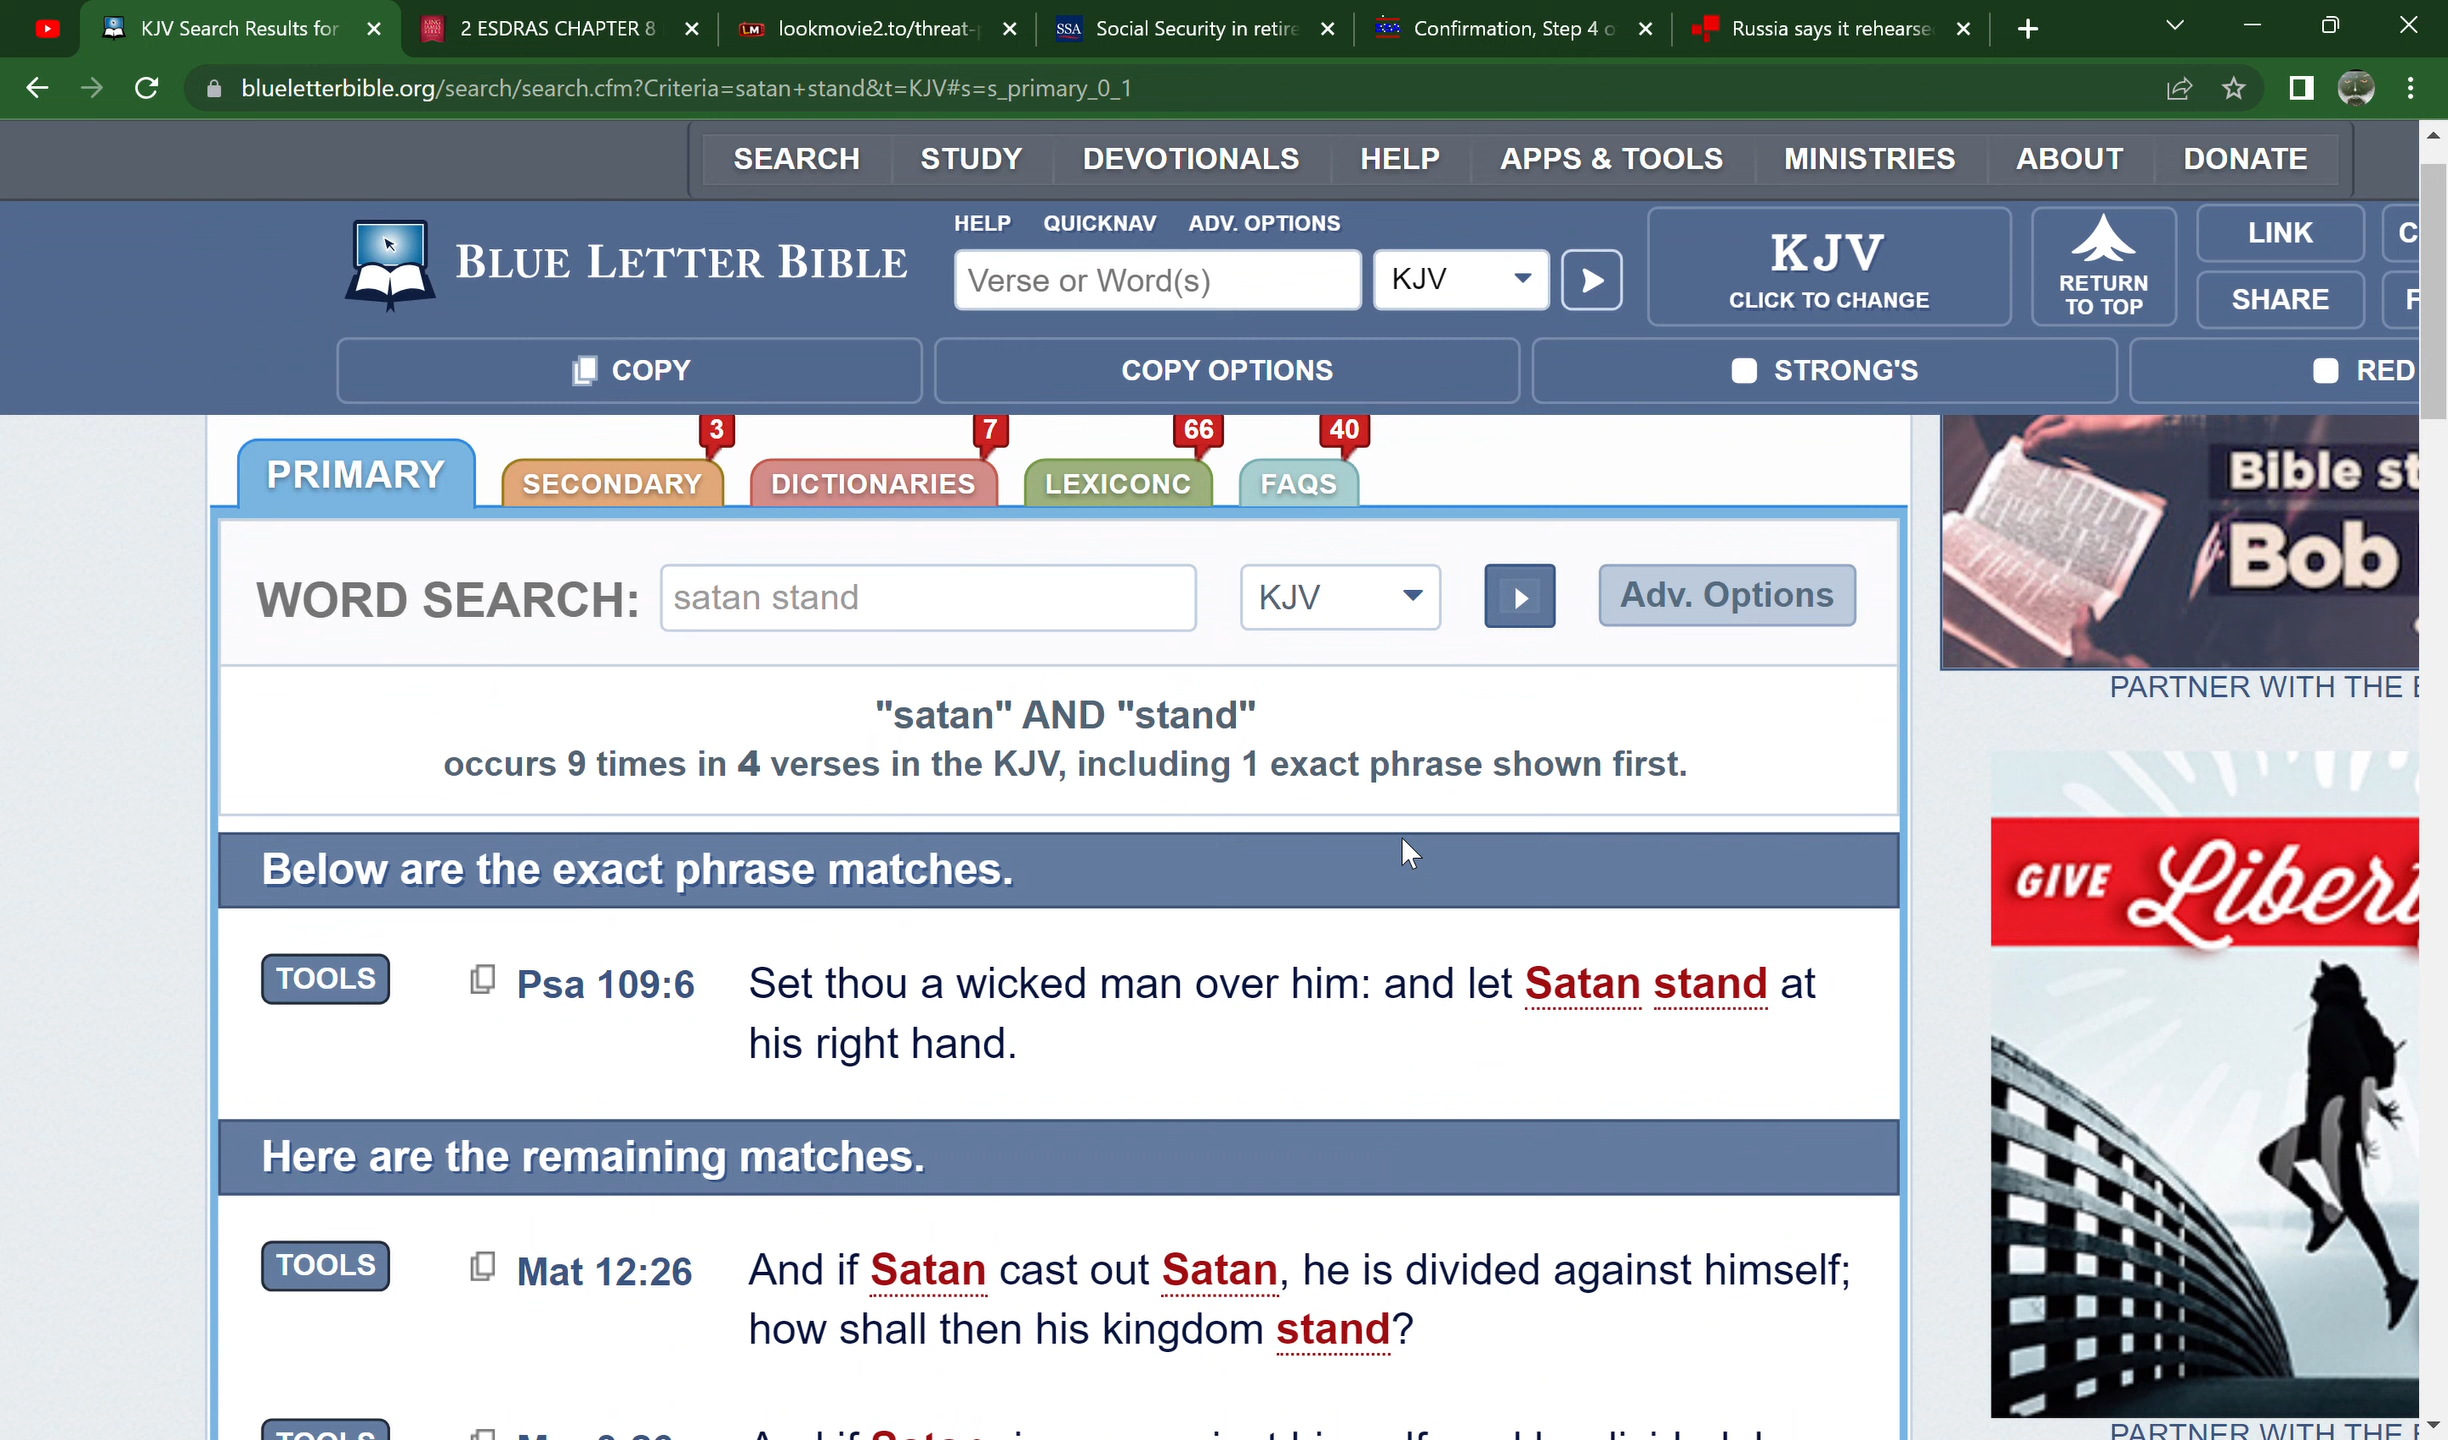 KJV Search Results for
2 ESDRAS CHAPTER 8
LM lookmovie2.to/threat-
SSA Social Security in retire
Confirmation, Step 4 o
Russia says it rehearse
blueletterbible.org/search/search.cfm?Criteria=satan+stand&t=KJV#s=s_primary_0_1
SEARCH STUDY DEVOTIONALS HELP APPS & TOOLS MINISTRIES ABOUT DONATE
HELP QUICKNAV ADV. OPTIONS
BLUE LETTER BIBLE
Verse or Word(s)
KJV
KJV
CLICK TO CHANGE
RETURN
TO TOP
LINK
SHARE
COPY
COPY OPTIONS
STRONG'S
RED
3 7 66 40
PRIMARY SECONDARY DICTIONARIES LEXICONC FAQS
WORD SEARCH: satan stand KJV Adv. Options
"satan" AND "stand"
occurs 9 times in 4 verses in the KJV, including 1 exact phrase shown first.
Below are the exact phrase matches.
TOOLS Psa 109:6 Set thou a wicked man over him: and let Satan stand at
his right hand.
Here are the remaining matches.
TOOLS Mat 12:26 And if Satan cast out Satan, he is divided against himself;
how shall then his kingdom stand?
Bible st
Bob
PARTNER WITH THE
GIVE Libert
PARTNER WITH THE